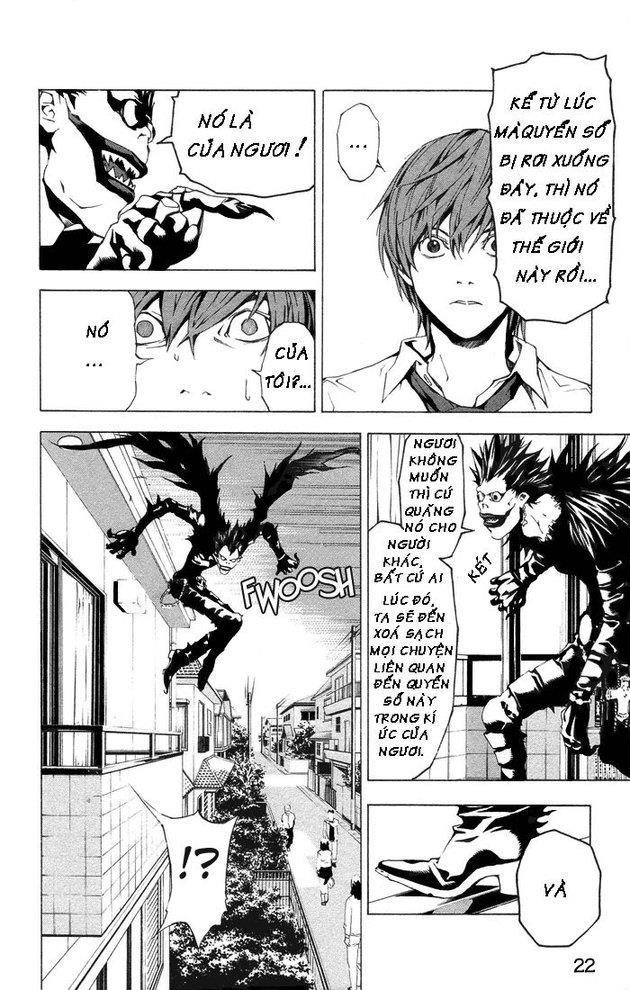 KỂ TỪ LÚC
MÀ QUYỂN SỔ
BỊ RƠI XUỐNG
ĐÂY, THÌ NÓ
ĐÃ THUỘC VỀ
THẾ GIỚI
NÀY RỒI...
...
NÓ LÀ
CỦA NGƯƠI!
NÓ
...
CỦA
TÔI!?...
NGƯƠI
KHÔNG
MUỐN
THÌ CỨ
QUĂNG
NÓ CHO
NGƯỜI
KHÁC,
BẤT CỨ AI
LÚC ĐÓ,
TA SẼ ĐẾN
XOÁ SẠCH
MỌI CHUYỆN
LIÊN QUAN
ĐẾN QUYỂN
SỔ NÀY
TRONG KÍ
ỨC CỦA
NGƯƠI.
KÉT
VÀ
FWOOSH
!?
22